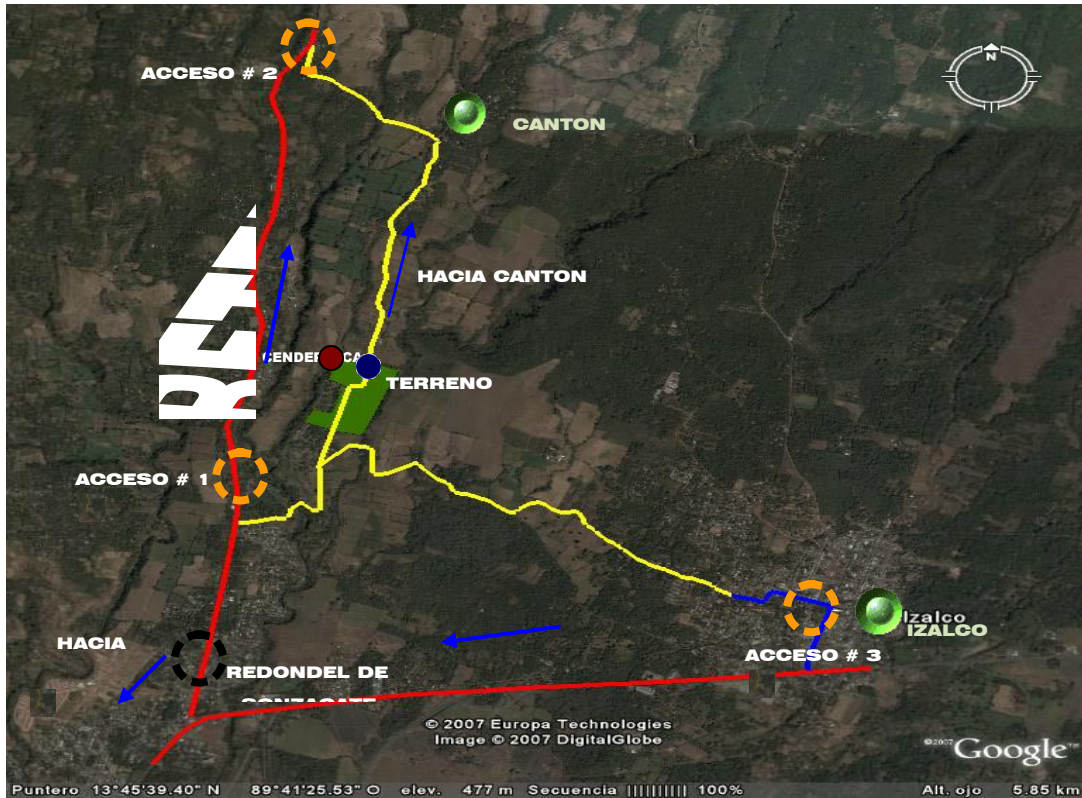 ACCESO # 2
N
CANTON
HACIA CANTON
TERRENO
ACCESO # 1
Izalco
IZALCO
HACIA
ACCESO # 3
REDONDEL DE
© 2007 Europa Technologies
Image © 2007 DigitalGlobe
©2007 Google™
Puntero 13°45'39.40" N 89°41'25.53" O elev. 477 m Secuencia |||||||||| 100% Alt. ojo 5.85 km